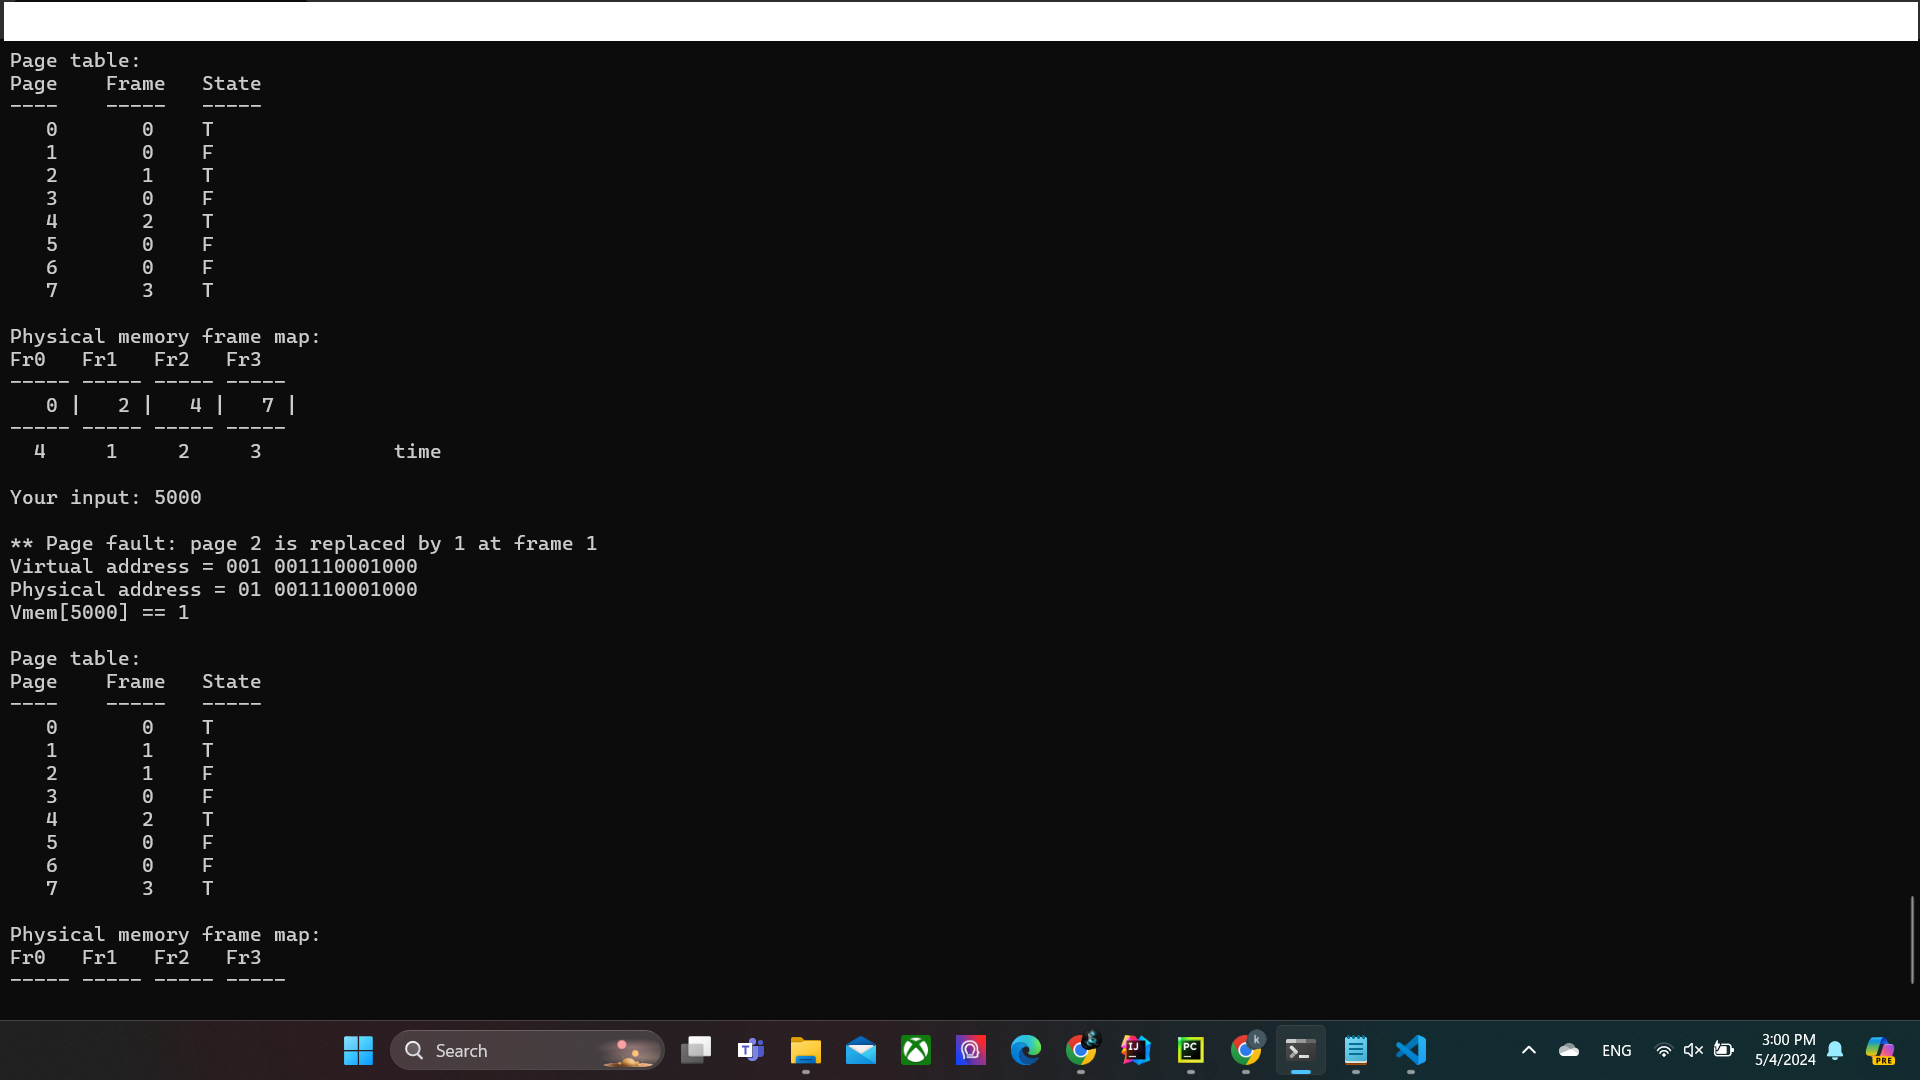 Page table:
Page    Frame   State
----    -----   -----
   0       0    T
   1       0    F
   2       1    T
   3       0    F
   4       2    T
   5       0    F
   6       0    F
   7       3    T
Physical memory frame map:
Fr0   Fr1   Fr2   Fr3
----- ----- ----- -----
   0 |   2 |   4 |   7 |
----- ----- ----- -----
  4     1     2     3           time
Your input: 5000
** Page fault: page 2 is replaced by 1 at frame 1
Virtual address = 001 001110001000
Physical address = 01 001110001000
Vmem[5000] == 1
Page table:
Page    Frame   State
----    -----   -----
   0       0    T
   1       1    T
   2       1    F
   3       0    F
   4       2    T
   5       0    F
   6       0    F
   7       3    T
Physical memory frame map:
Fr0   Fr1   Fr2   Fr3
----- ----- ----- -----
Search
T
IJ
PC
k
ENG
3:00 PM
5/4/2024
PRE